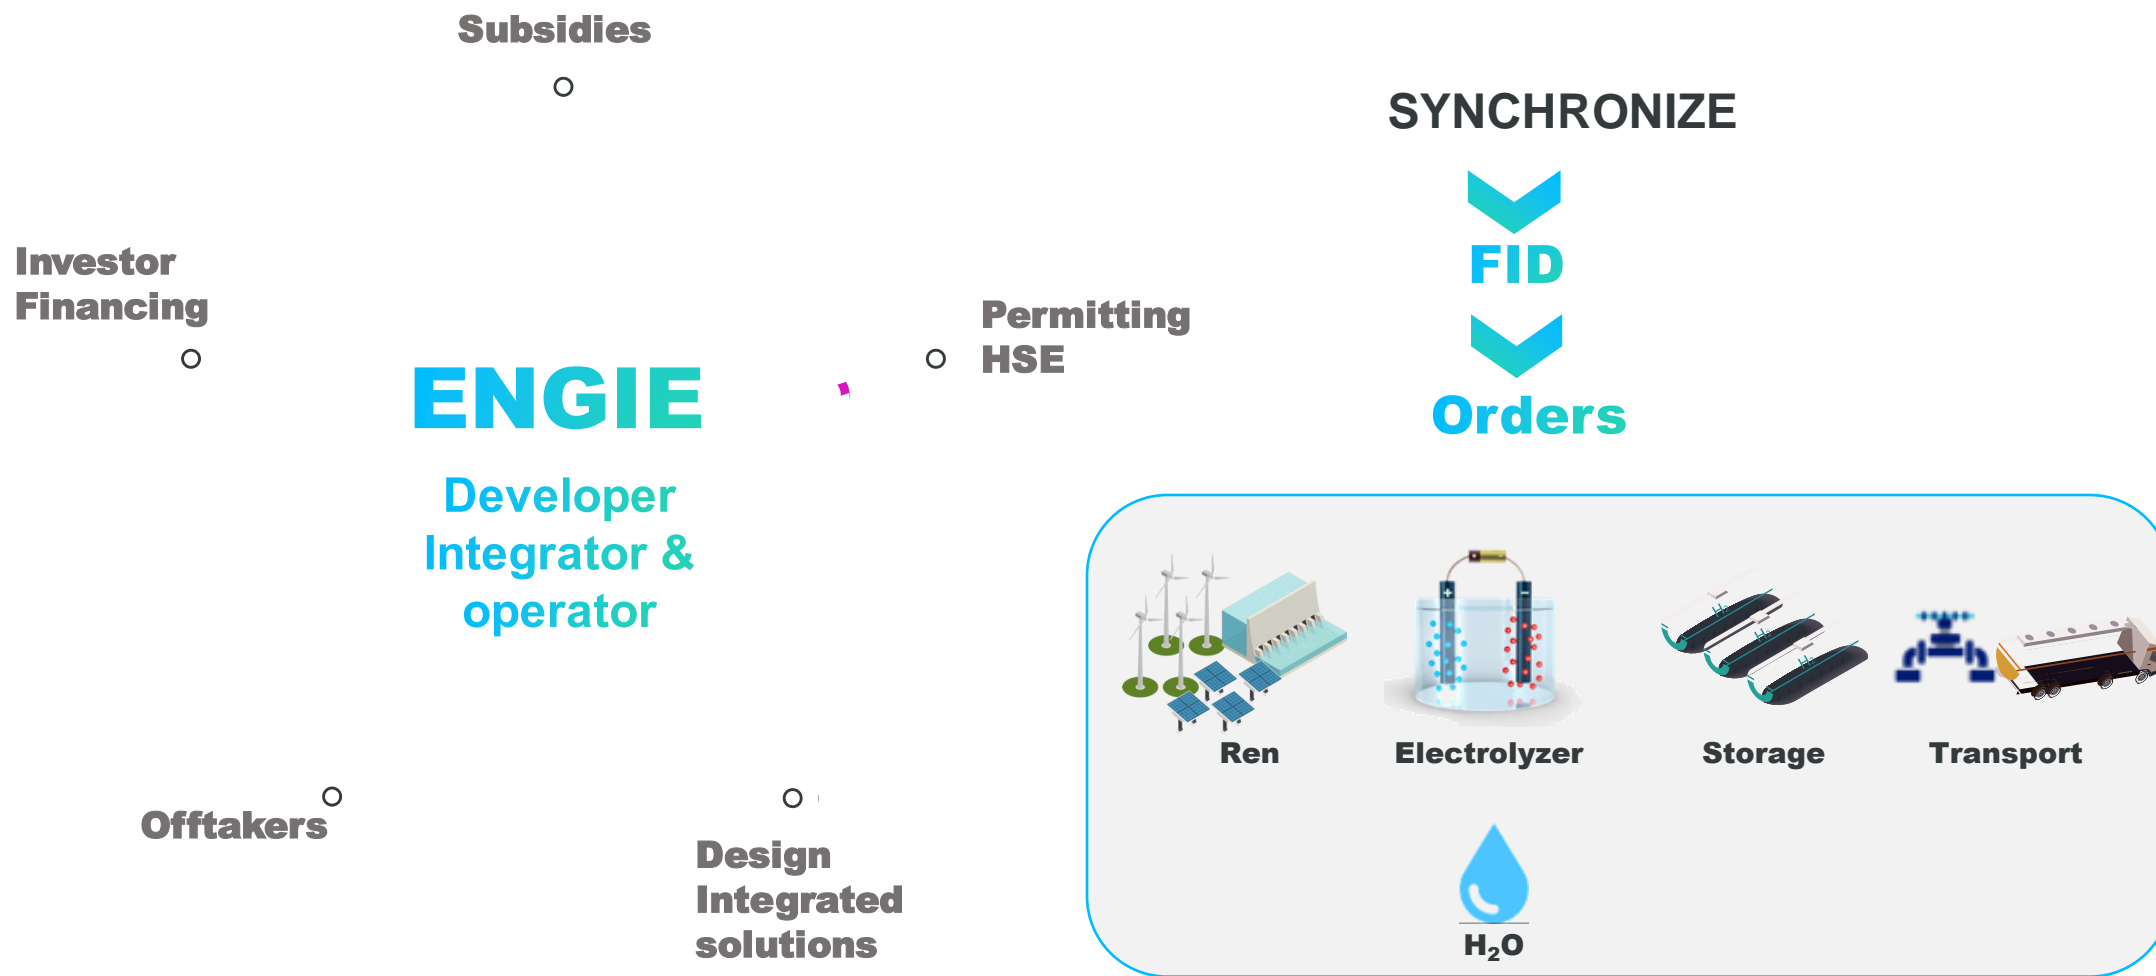 Subsidies
Investor
Financing
Permitting
HSE
ENGIE
Developer
Integrator &
operator
Offtakers
Design
Integrated
solutions
SYNCHRONIZE
FID
Orders
Ren
Electrolyzer
Storage
Transport
H₂O